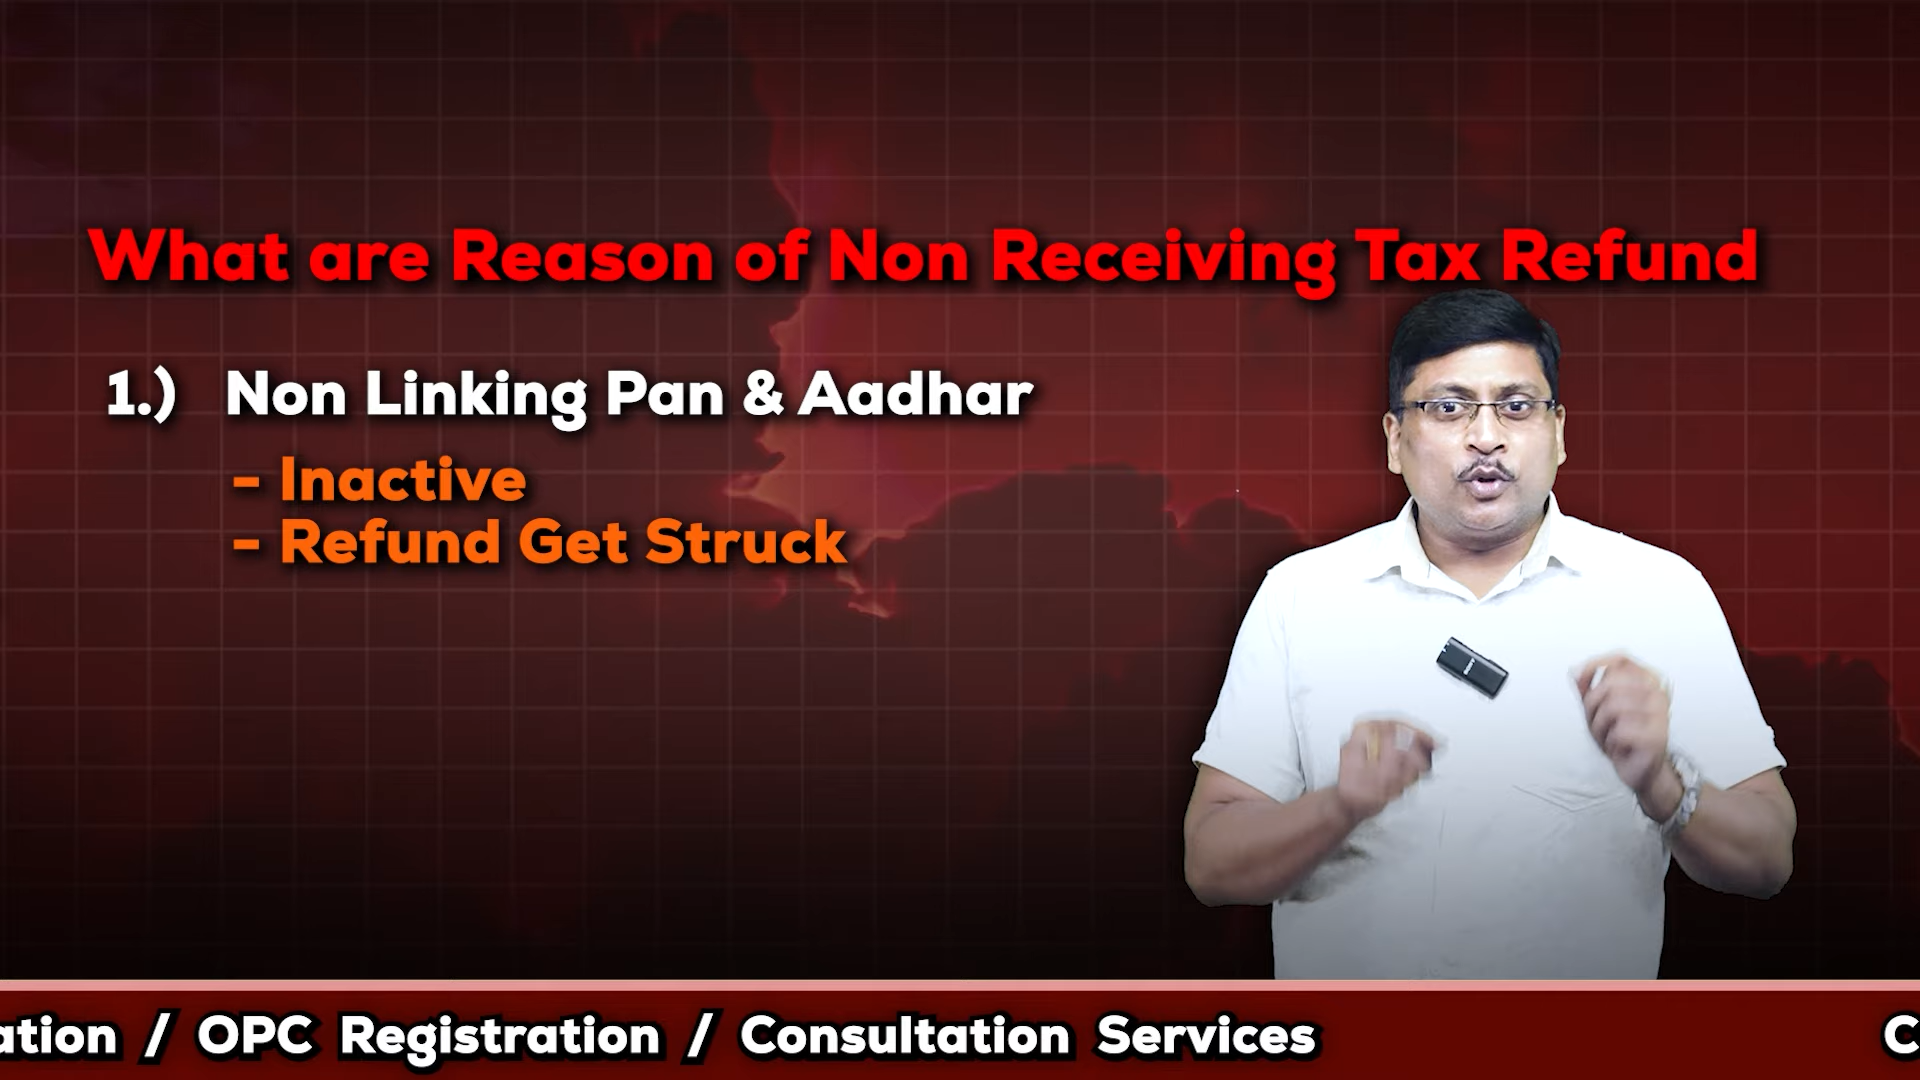 What are Reason of Non Receiving Tax Refund
1.) Non Linking Pan & Aadhar
- Inactive
- Refund Get Struck
ation / OPC Registration / Consultation Services C